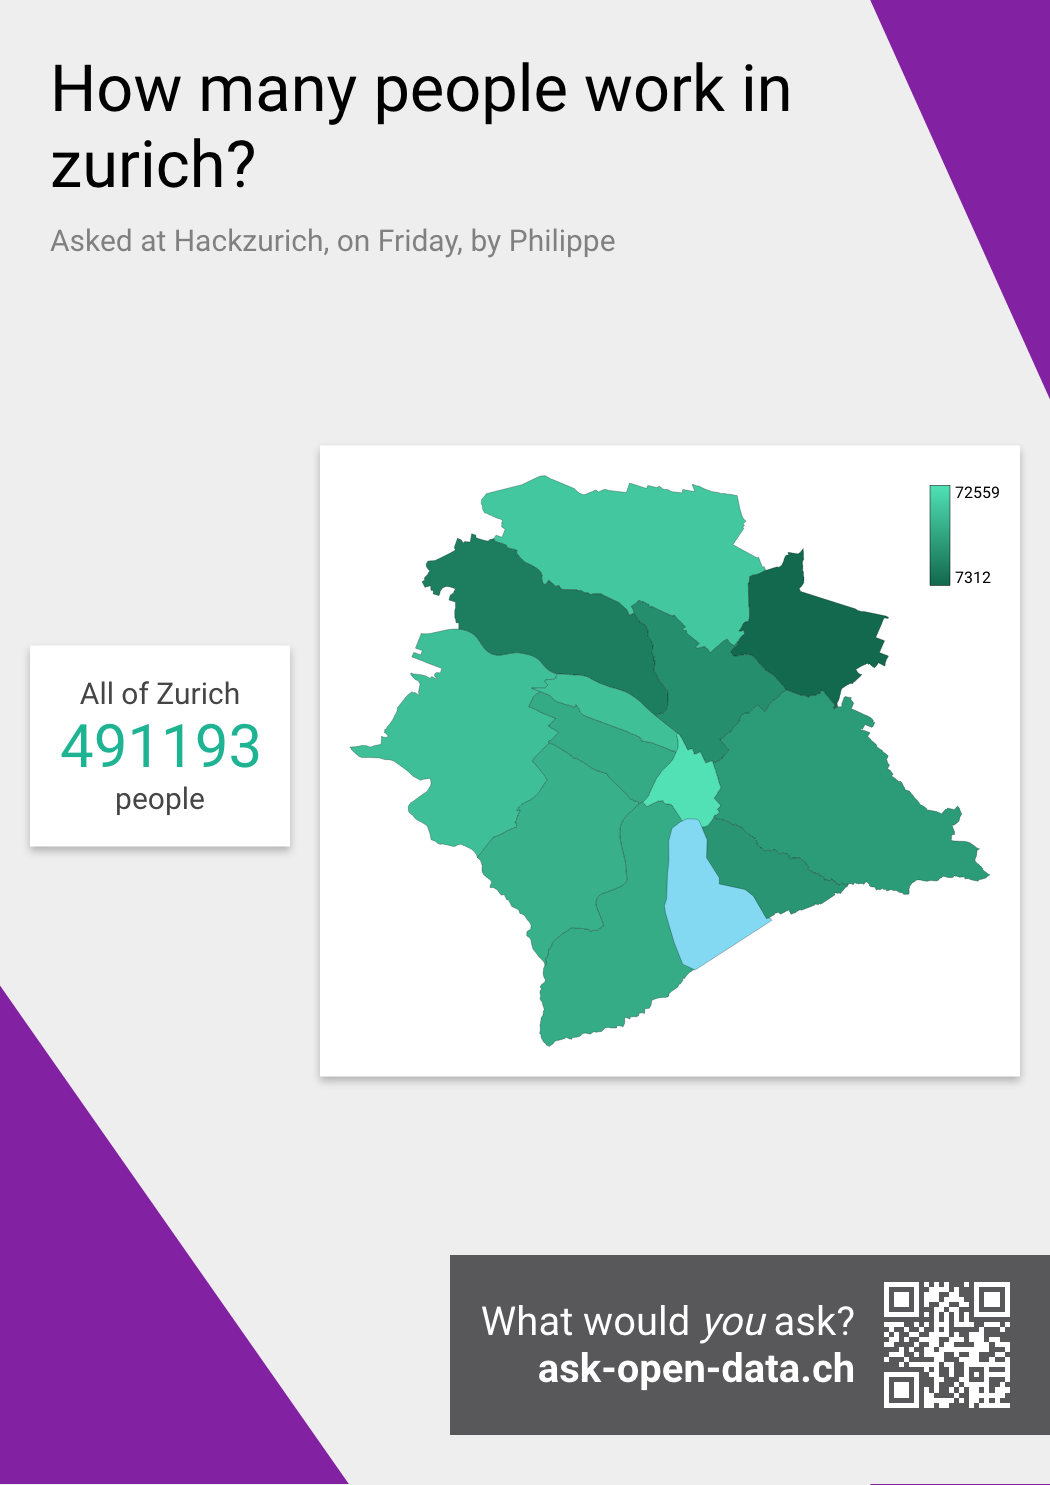 How many people work in
zurich?
Asked at Hackzurich, on Friday, by Philippe
72559
7312
All of Zurich
491193
people
What would you ask?
ask-open-data.ch